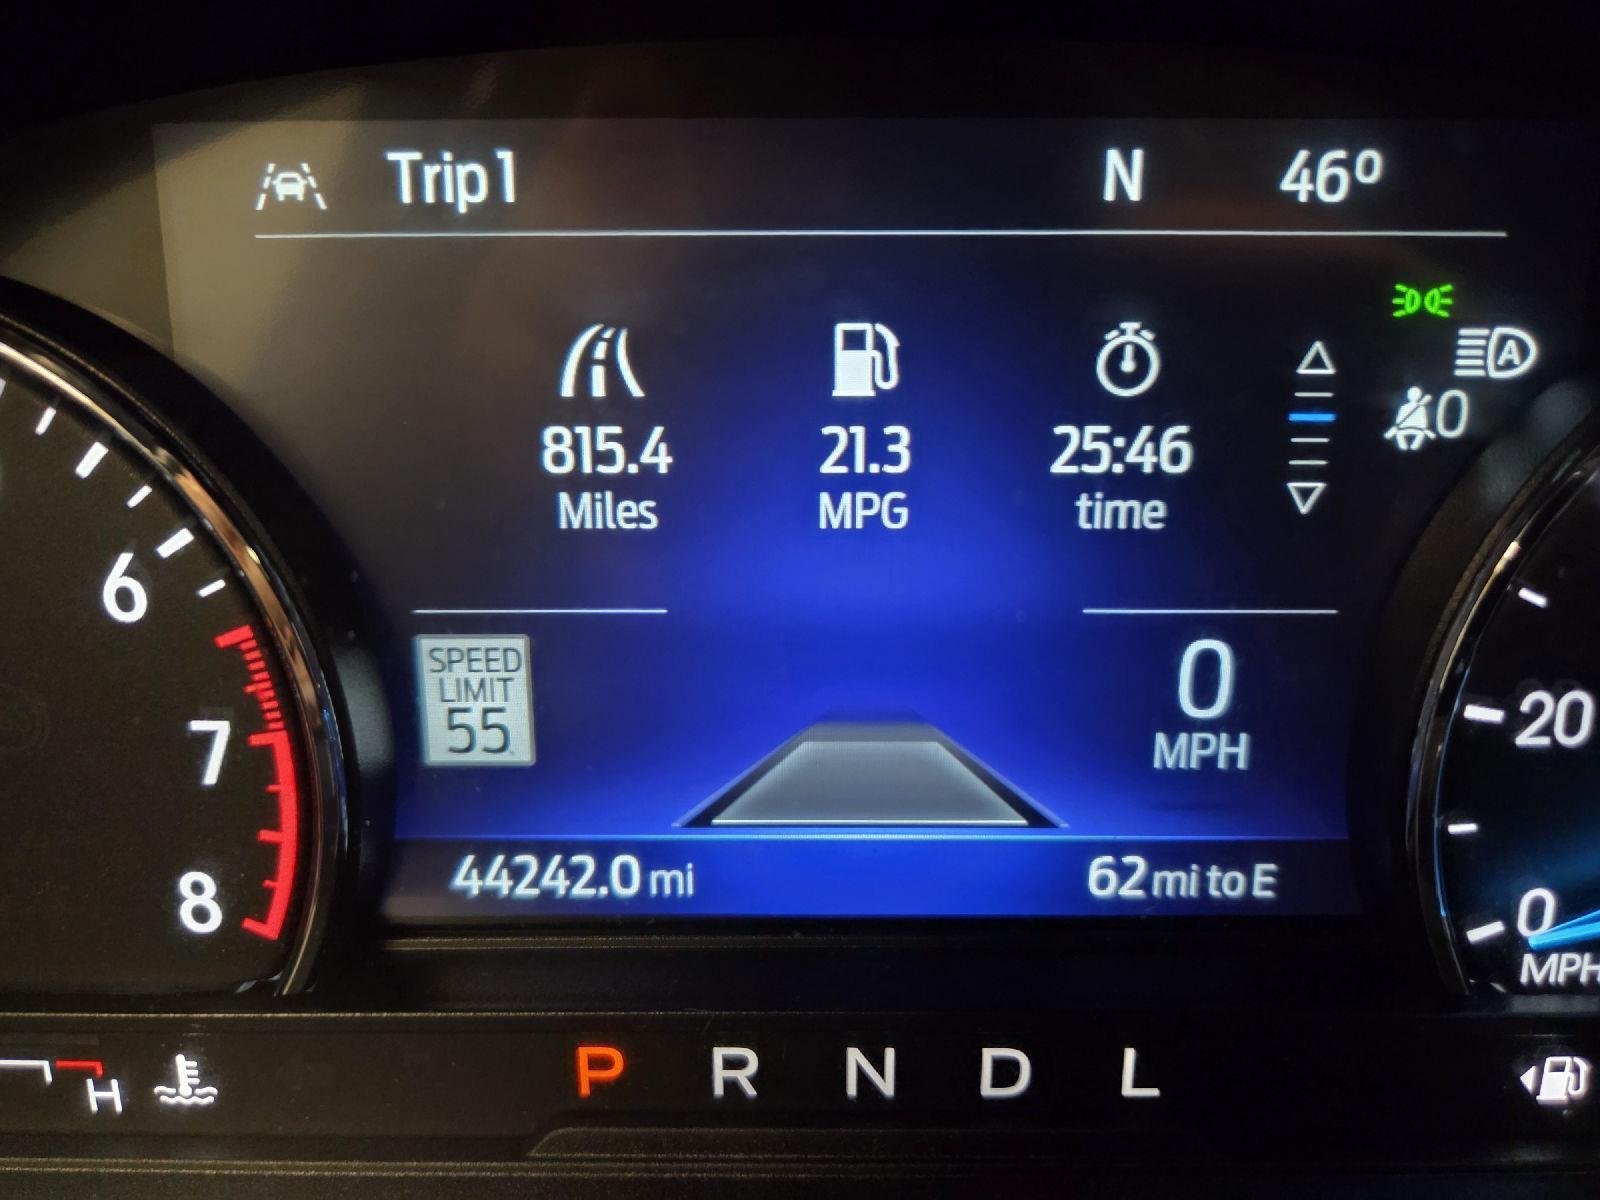 Trip 1 N 46º
A
0
815.4 21.3 25:46
Miles MPG time
6
SPEED
LIMIT
55
0
MPH
7
20
8
44242.0 mi 62 mi to E
0
MPH
H P R N D L